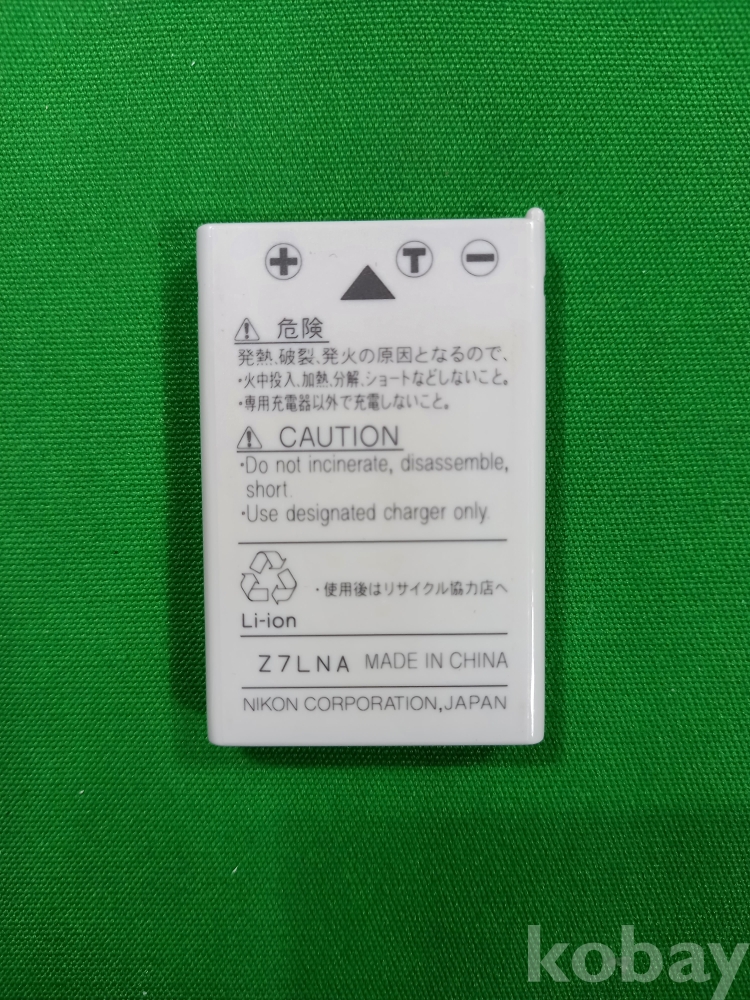 + T −
⚠ 危険
発熱、破裂、発火の原因となるので、
・火中投入、加熱、分解、ショートなどしないこと。
・専用充電器以外で充電しないこと。
⚠ CAUTION
・Do not incinerate, disassemble,
short.
・Use designated charger only.
・使用後はリサイクル協力店へ
Li-ion
Z7LNA MADE IN CHINA
NIKON CORPORATION,JAPAN
kobay